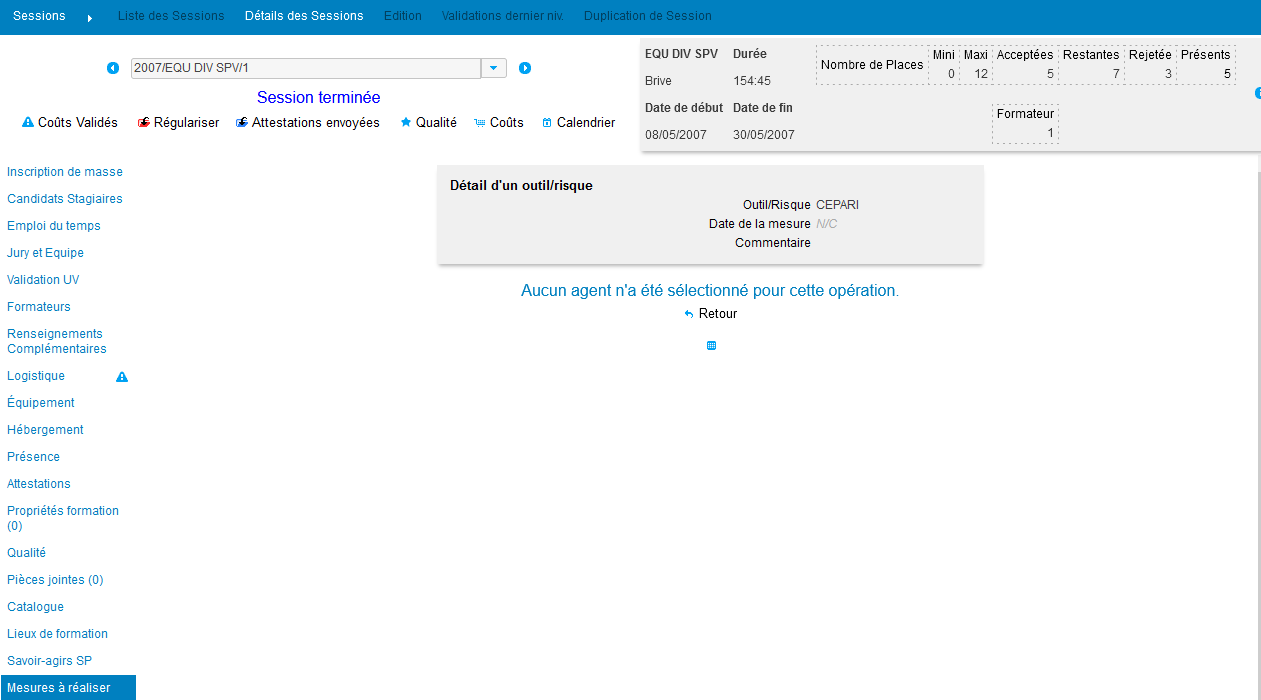 Sessions Liste des Sessions Détails des Sessions Edition Validations dernier niv. Duplication de Session
2007/EQU DIV SPV/1
Session terminée
Coûts Validés Régulariser Attestations envoyées Qualité Coûts Calendrier
EQU DIV SPV Durée
Brive 154:45
Date de début Date de fin
08/05/2007 30/05/2007
Nombre de Places Mini Maxi Acceptées Restantes Rejetée Présents
0 12 5 7 3 5
Formateur
1
Inscription de masse
Candidats Stagiaires
Emploi du temps
Jury et Equipe
Validation UV
Formateurs
Renseignements
Complémentaires
Logistique
Équipement
Hébergement
Présence
Attestations
Propriétés formation
(0)
Qualité
Pièces jointes (0)
Catalogue
Lieux de formation
Savoir-agirs SP
Mesures à réaliser
Détail d'un outil/risque
Outil/Risque CEPARI
Date de la mesure N/C
Commentaire
Aucun agent n'a été sélectionné pour cette opération.
Retour